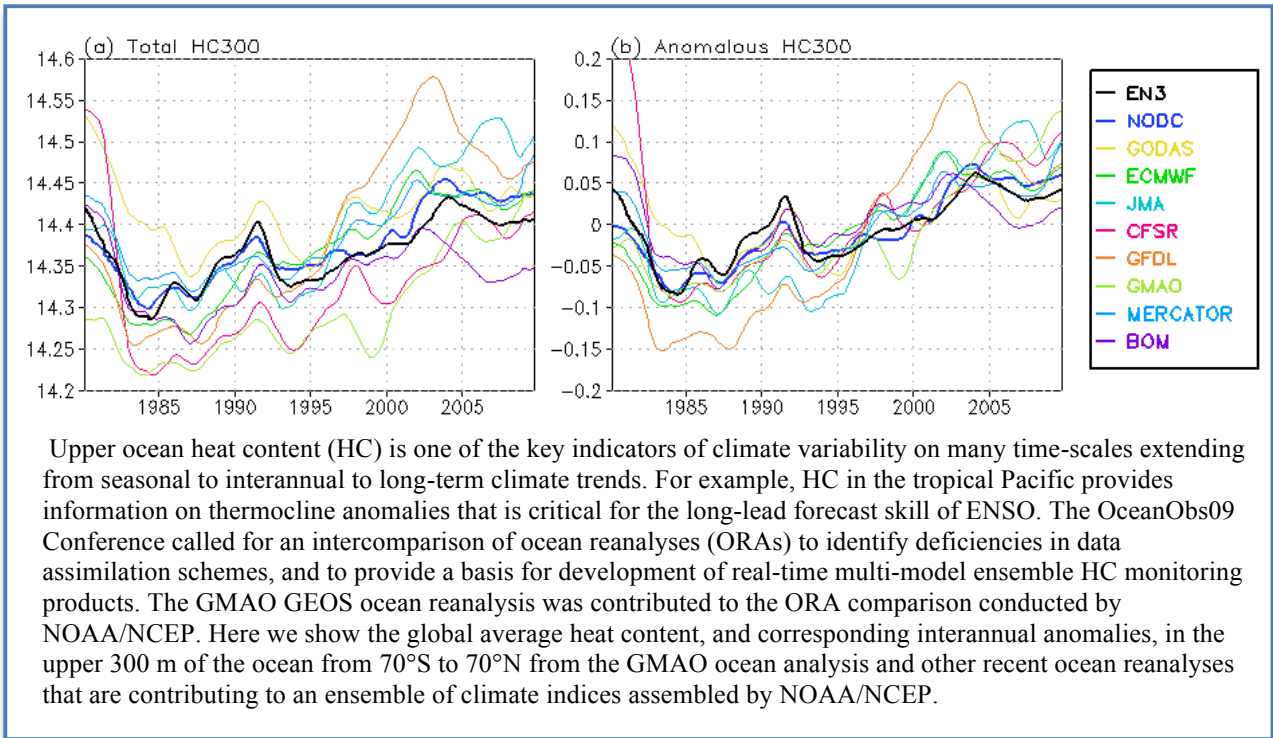 (a) Total HC300
(b) Anomalous HC300
14.6
14.55
14.5
14.45
14.4
14.35
14.3
14.25
14.2
1985
1990
1995
2000
2005
0.2
0.15
0.1
0.05
0
-0.05
-0.1
-0.15
-0.2
1985
1990
1995
2000
2005
EN3
NODC
GODAS
ECMWF
JMA
CFSR
GFDL
GMAO
MERCATOR
BOM
Upper ocean heat content (HC) is one of the key indicators of climate variability on many time-scales extending
from seasonal to interannual to long-term climate trends. For example, HC in the tropical Pacific provides
information on thermocline anomalies that is critical for the long-lead forecast skill of ENSO. The OceanObs09
Conference called for an intercomparison of ocean reanalyses (ORAs) to identify deficiencies in data
assimilation schemes, and to provide a basis for development of real-time multi-model ensemble HC monitoring
products. The GMAO GEOS ocean reanalysis was contributed to the ORA comparison conducted by
NOAA/NCEP. Here we show the global average heat content, and corresponding interannual anomalies, in the
upper 300 m of the ocean from 70°S to 70°N from the GMAO ocean analysis and other recent ocean reanalyses
that are contributing to an ensemble of climate indices assembled by NOAA/NCEP.